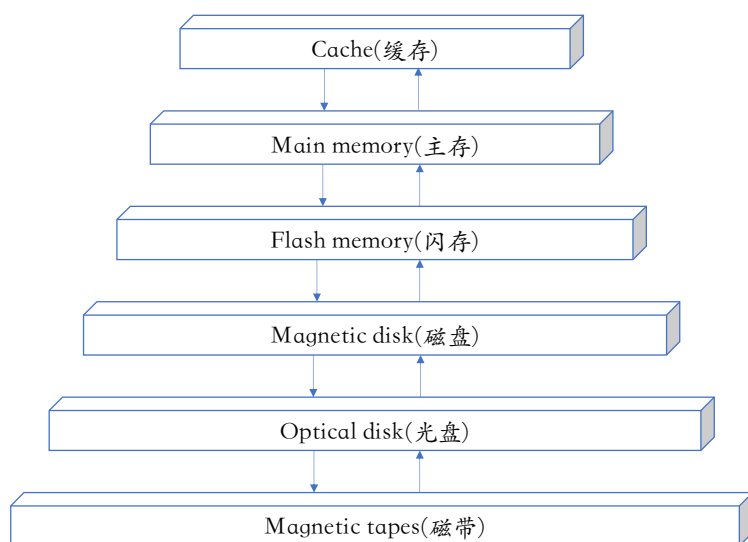 Cache(缓存)
Main memory(主存)
Flash memory(闪存)
Magnetic disk(磁盘)
Optical disk(光盘)
Magnetic tapes(磁带)